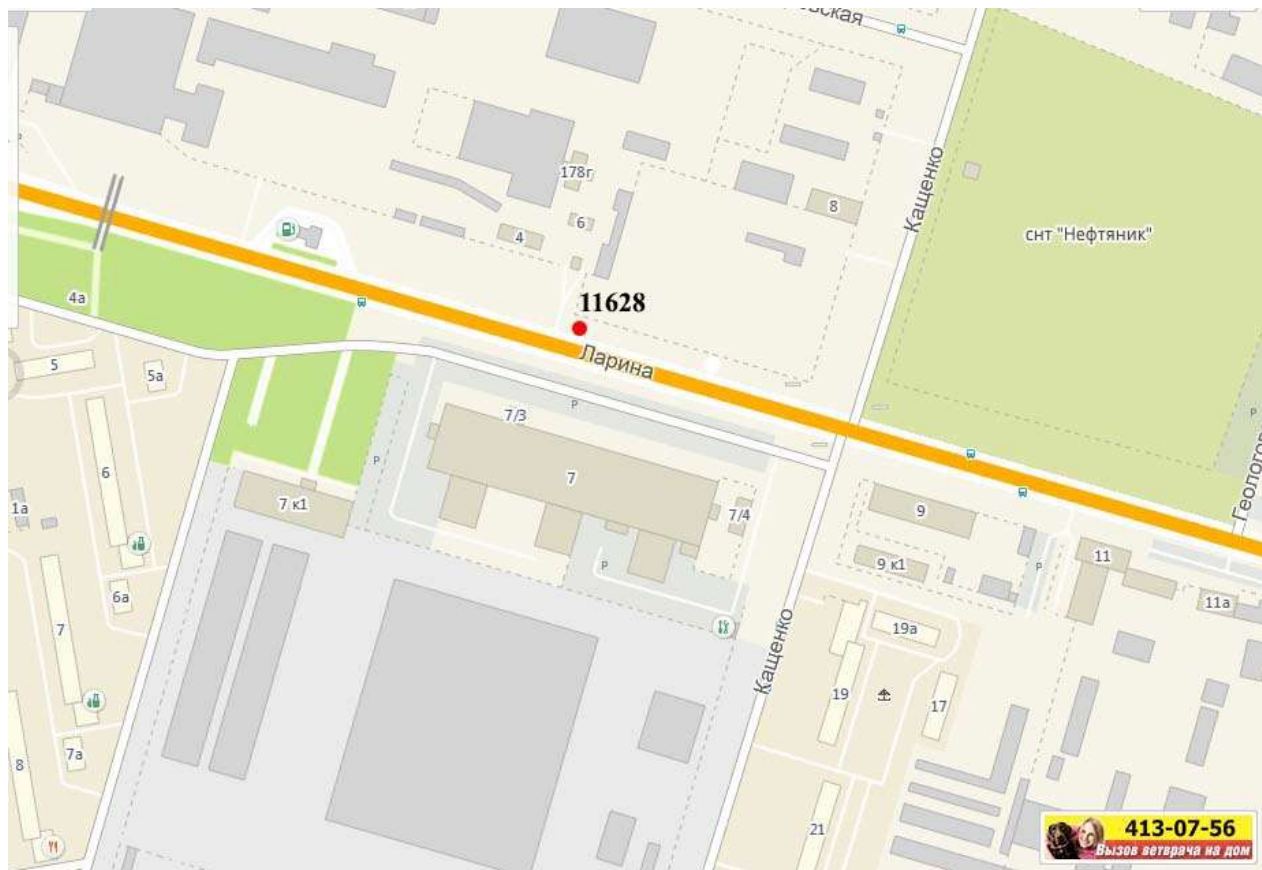 178г
6
4
8
Кащенко
снт "Нефтяник"
11628
Ларина
4а
5
5а
6
1а
6а
7
7а
8
7/3
7
7/4
7 к1
P
P
P
P
P
P
9
9 к1
11
11а
19а
19
17
21
Кащенко
413-07-56
Вызов ветврача на дом